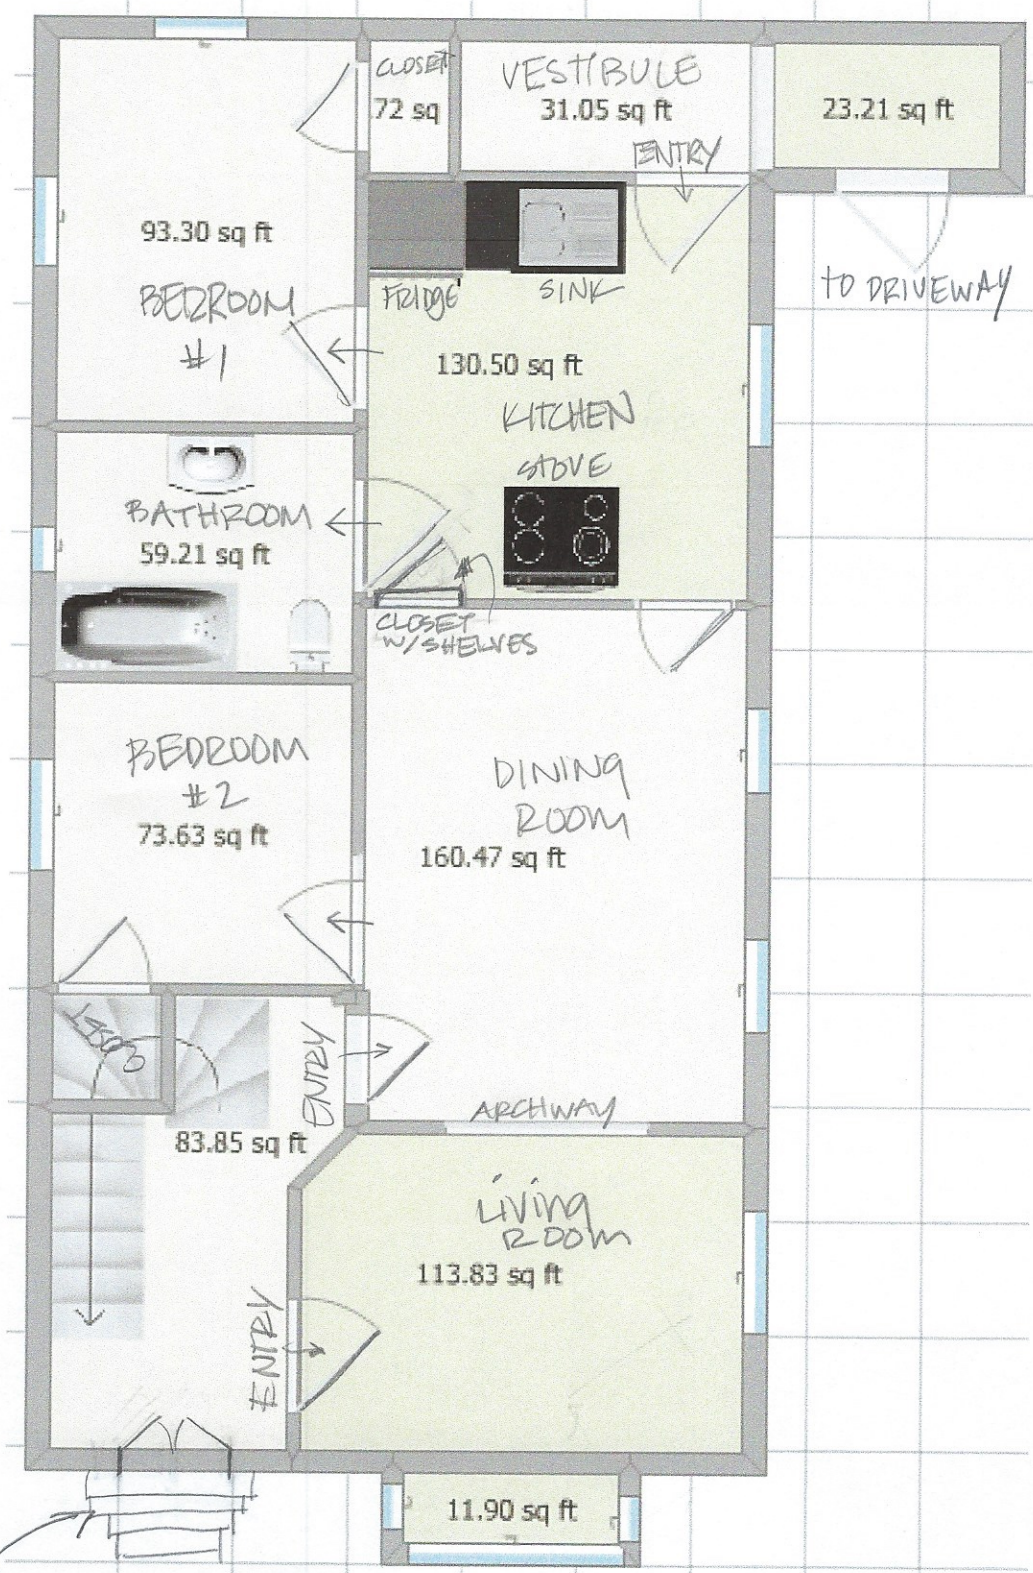 CLOSET
72 sq
VESTIBULE
31.05 sq ft
23.21 sq ft
ENTRY
93.30 sq ft
BEDROOM
#1
FRIDGE
SINK
TO DRIVEWAY
130.50 sq ft
KITCHEN
STOVE
BATHROOM
59.21 sq ft
CLOSET
W/SHELVES
BEDROOM
#2
73.63 sq ft
DINING
ROOM
160.47 sq ft
CLOSET
ENTRY
ARCHWAY
83.85 sq ft
LIVING
ROOM
113.83 sq ft
ENTRY
11.90 sq ft